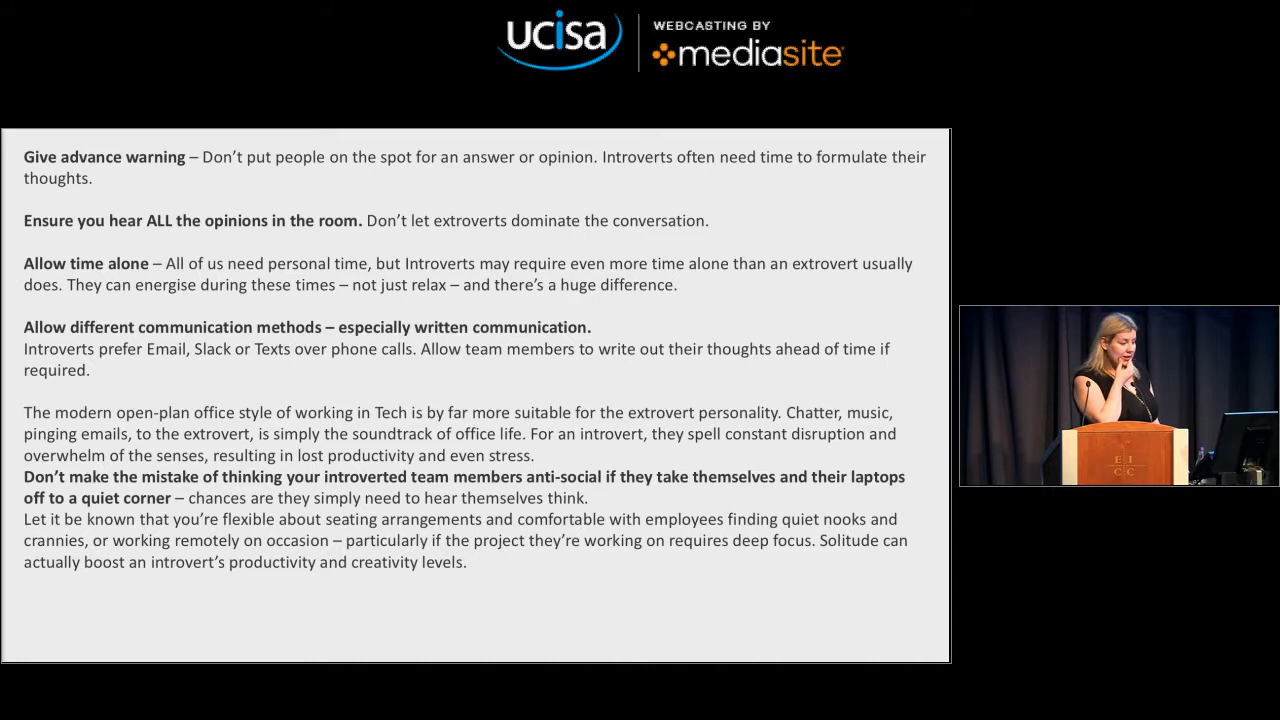 ucisa
WEBCASTING BY
mediasite
Give advance warning – Don’t put people on the spot for an answer or opinion. Introverts often need time to formulate their
thoughts.
Ensure you hear ALL the opinions in the room. Don’t let extroverts dominate the conversation.
Allow time alone – All of us need personal time, but Introverts may require even more time alone than an extrovert usually
does. They can energise during these times – not just relax – and there’s a huge difference.
Allow different communication methods – especially written communication.
Introverts prefer Email, Slack or Texts over phone calls. Allow team members to write out their thoughts ahead of time if
required.
The modern open-plan office style of working in Tech is by far more suitable for the extrovert personality. Chatter, music,
pinging emails, to the extrovert, is simply the soundtrack of office life. For an introvert, they spell constant disruption and
overwhelm of the senses, resulting in lost productivity and even stress.
Don’t make the mistake of thinking your introverted team members anti-social if they take themselves and their laptops
off to a quiet corner – chances are they simply need to hear themselves think.
Let it be known that you’re flexible about seating arrangements and comfortable with employees finding quiet nooks and
crannies, or working remotely on occasion – particularly if the project they’re working on requires deep focus. Solitude can
actually boost an introvert’s productivity and creativity levels.
E I
C C